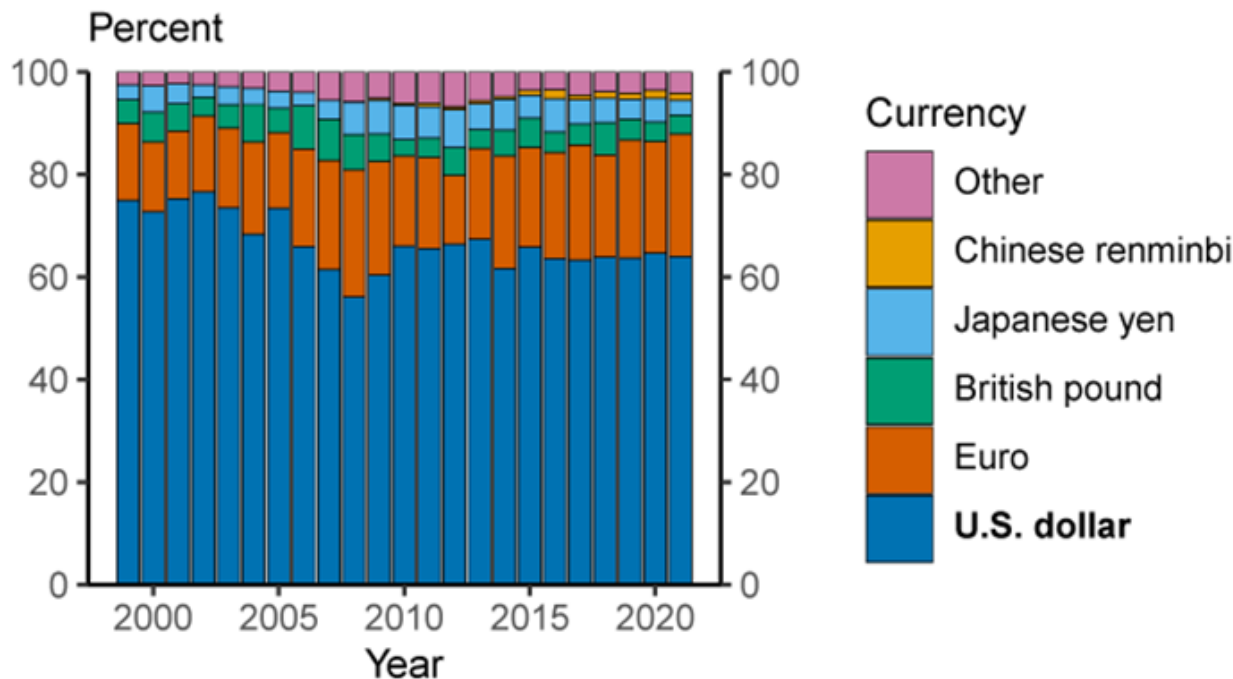 Percent
100
80
60
40
20
0
100
80
60
40
20
0
2000 2005 2010 2015 2020
Year
Currency
Other
Chinese renminbi
Japanese yen
British pound
Euro
U.S. dollar